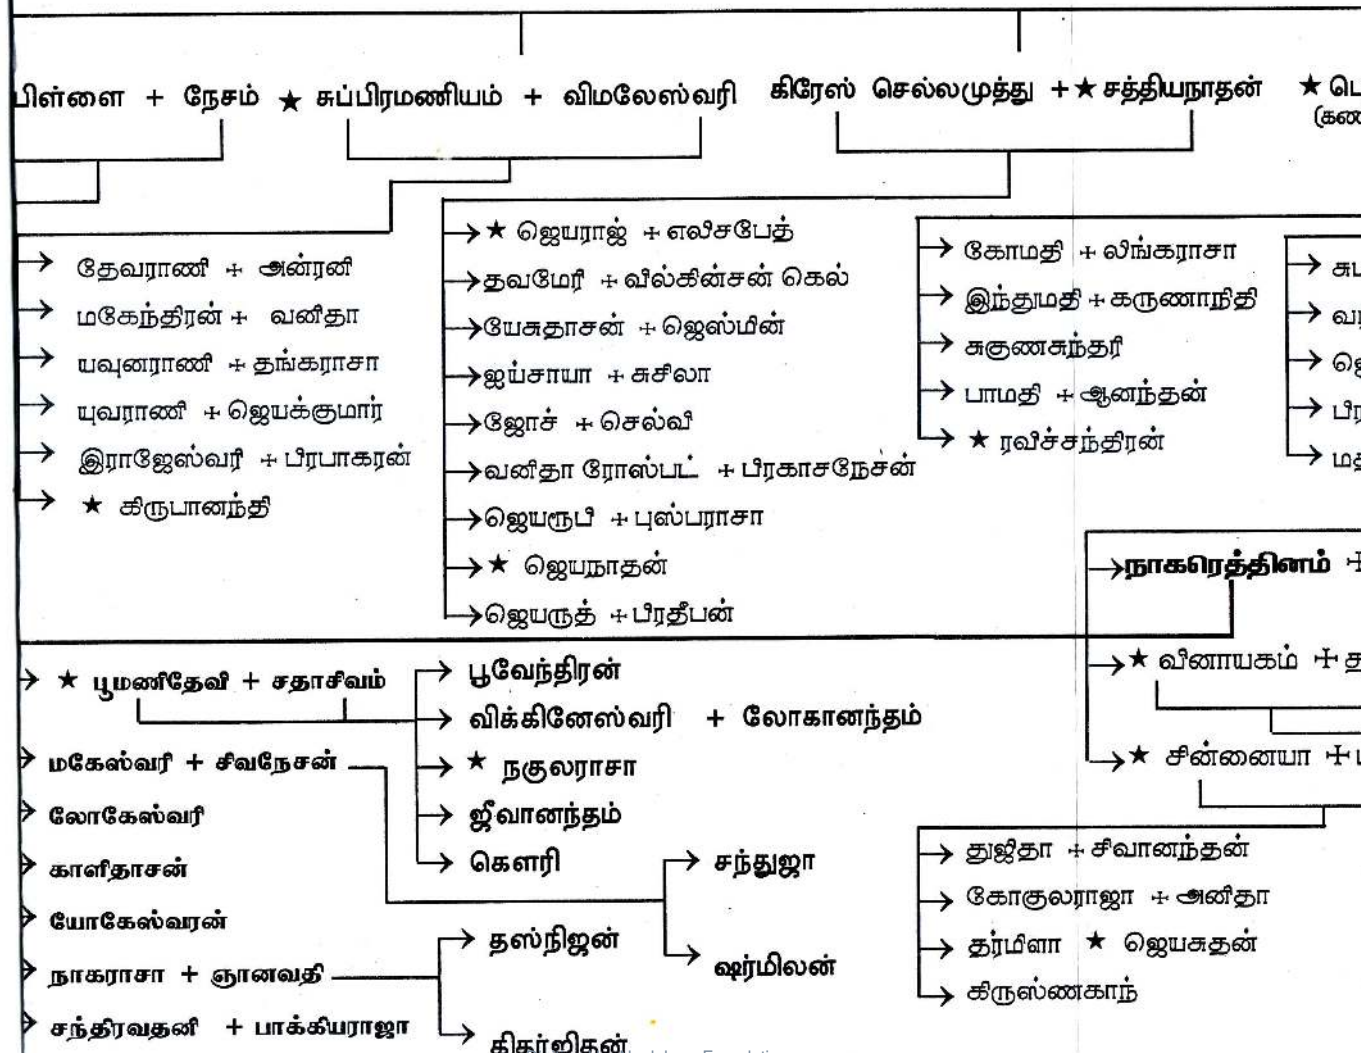 பிள்ளை + நேசம் ★ சுப்பிரமணியம் + விமலேஸ்வரி கிரேஸ் செல்லமுத்து + ★ சத்தியநாதன் ★
தேவராணி + அன்ரனி
மகேந்திரன் + வனிதா
யவுனராணி + தங்கராசா
யுவராணி + ஜெயக்குமார்
இராஜேஸ்வரி + பிரபாகரன்
★ கிருபானந்தி
★ ஜெயராஜ் + எலிசபேத்
தவமேரி + வில்கின்சன் கெல்
யேசுதாசன் + ஜெஸ்மின்
ஐய்சாயா + சுசிலா
ஜோச் + செல்வி
வனிதா ரோஸ்பட் + பிரகாசநேசன்
ஜெயரூபி + புஸ்பராசா
★ ஜெயநாதன்
ஜெயருத் + பிரதீபன்
கோமதி + லிங்கராசா
இந்துமதி + கருணாநிதி
சுகுணசுந்தரி
பாமதி + ஆனந்தன்
★ ரவிச்சந்திரன்
நாகரெத்தினம் +
★ வினாயகம் +
★ சின்னையா +
★ பூமணிதேவி + சதாசிவம்
மகேஸ்வரி + சிவநேசன்
லோகேஸ்வரி
காளிதாசன்
யோகேஸ்வரன்
நாகராசா + ஞானவதி
சந்திரவதனி + பாக்கியராஜா
பூவேந்திரன்
விக்கினேஸ்வரி + லோகானந்தம்
★ நகுலராசா
ஜீவானந்தம்
கௌரி
சந்துஜா
ஷர்மிலன்
தஸ்நிஜன்
துஜிதா + சிவானந்தன்
கோகுலராஜா + அனிதா
தர்மிளா ★ ஜெயசுதன்
கிருஸ்ணகாந்